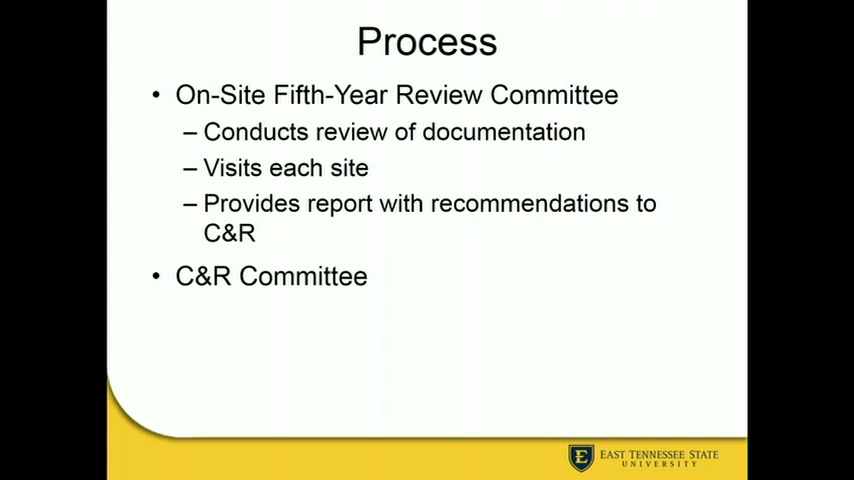 Process
• On-Site Fifth-Year Review Committee
– Conducts review of documentation
– Visits each site
– Provides report with recommendations to
C&R
• C&R Committee
E
EAST TENNESSEE STATE
UNIVERSITY